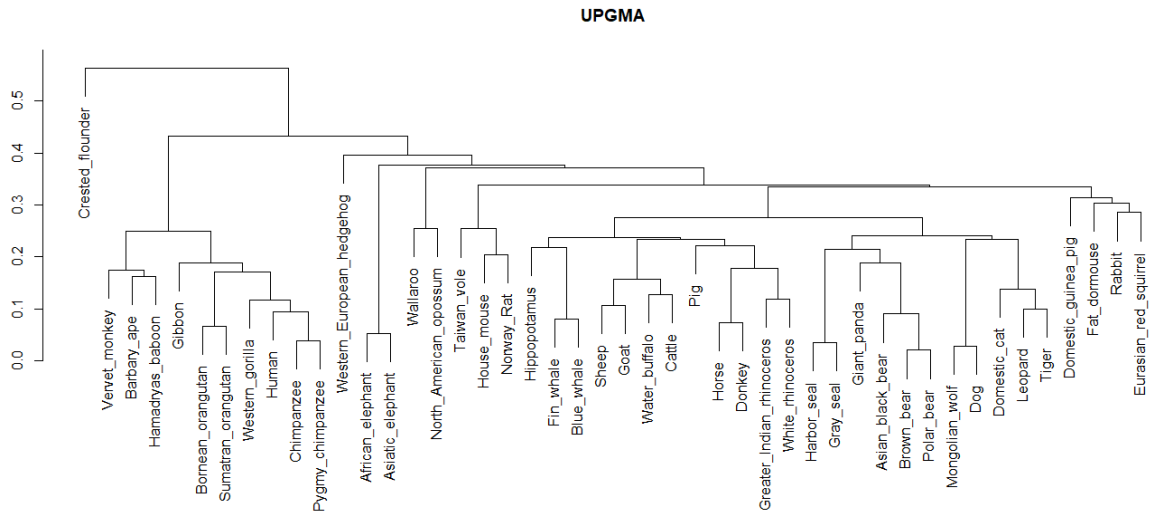 UPGMA
0.5
0.4
0.3
0.2
0.1
0.0
Crested_flounder
Vervet_monkey
Barbary_ape
Hamadryas_baboon
Gibbon
Bornean_orangutan
Sumatran_orangutan
Western_gorilla
Human
Chimpanzee
Pygmy_chimpanzee
Western_European_hedgehog
African_elephant
Asiatic_elephant
Wallaroo
North_American_opossum
Taiwan_vole
House_mouse
Norway_Rat
Hippopotamus
Fin_whale
Blue_whale
Sheep
Goat
Water_buffalo
Cattle
Pig
Horse
Donkey
Greater_Indian_rhinoceros
White_rhinoceros
Harbor_seal
Gray_seal
Giant_panda
Asian_black_bear
Brown_bear
Polar_bear
Mongolian_wolf
Dog
Domestic_cat
Leopard
Tiger
Domestic_guinea_pig
Fat_dormouse
Rabbit
Eurasian_red_squirrel